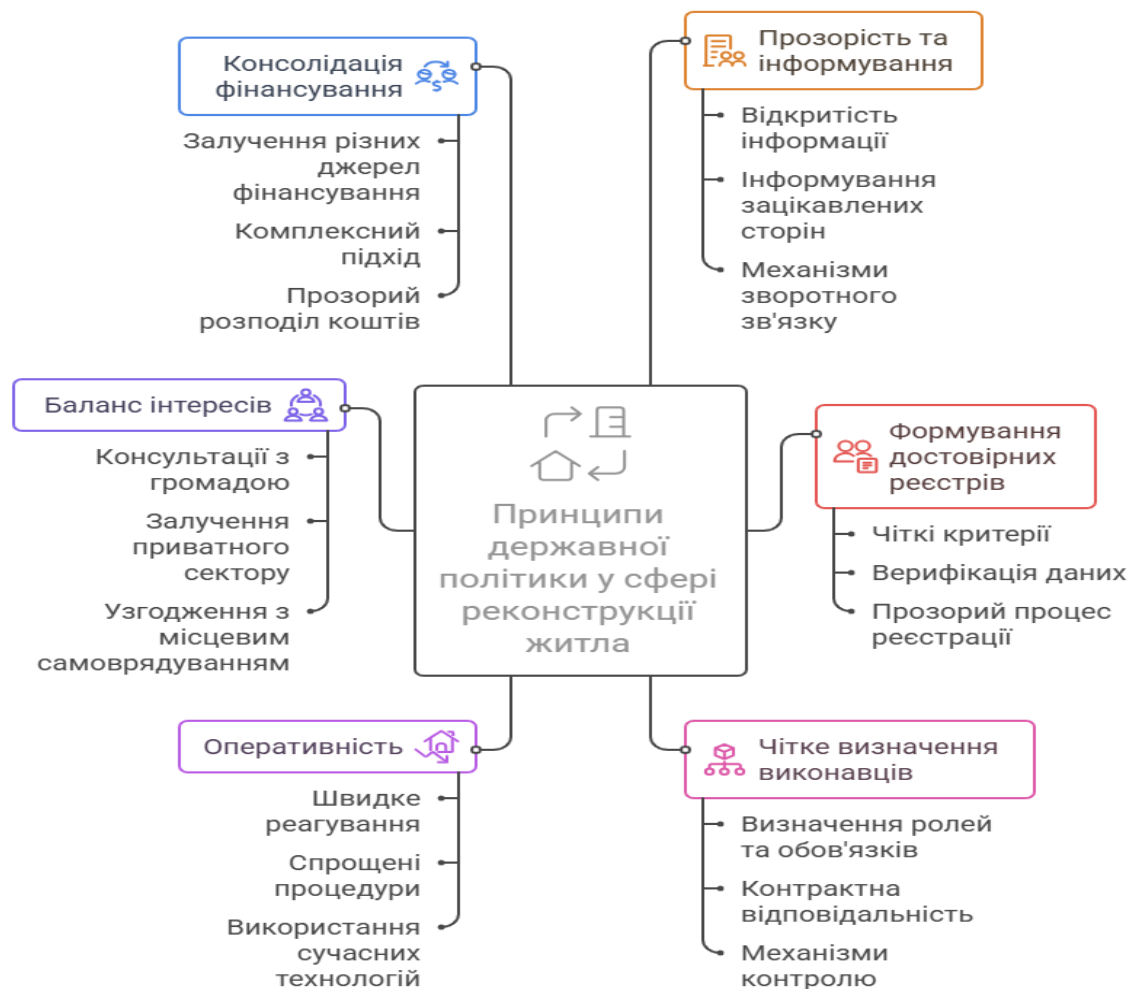 Консолідація
фінансування
Залучення різних
джерел
фінансування
Комплексний
підхід
Прозорий
розподіл коштів
Прозорість та
інформування
Відкритість
інформації
Інформування
зацікавлених
сторін
Механізми
зворотного
зв'язку
Баланс інтересів
Консультації з
громадою
Залучення
приватного
сектору
Узгодження з
місцевим
самоврядуванням
Принципи
державної
політики у сфері
реконструкції
житла
Формування
достовірних
реєстрів
Чіткі критерії
Верифікація даних
Прозорий процес
реєстрації
Оперативність
Швидке
реагування
Спрощені
процедури
Використання
сучасних
технологій
Чітке визначення
виконавців
Визначення ролей
та обов'язків
Контрактна
відповідальність
Механізми
контролю